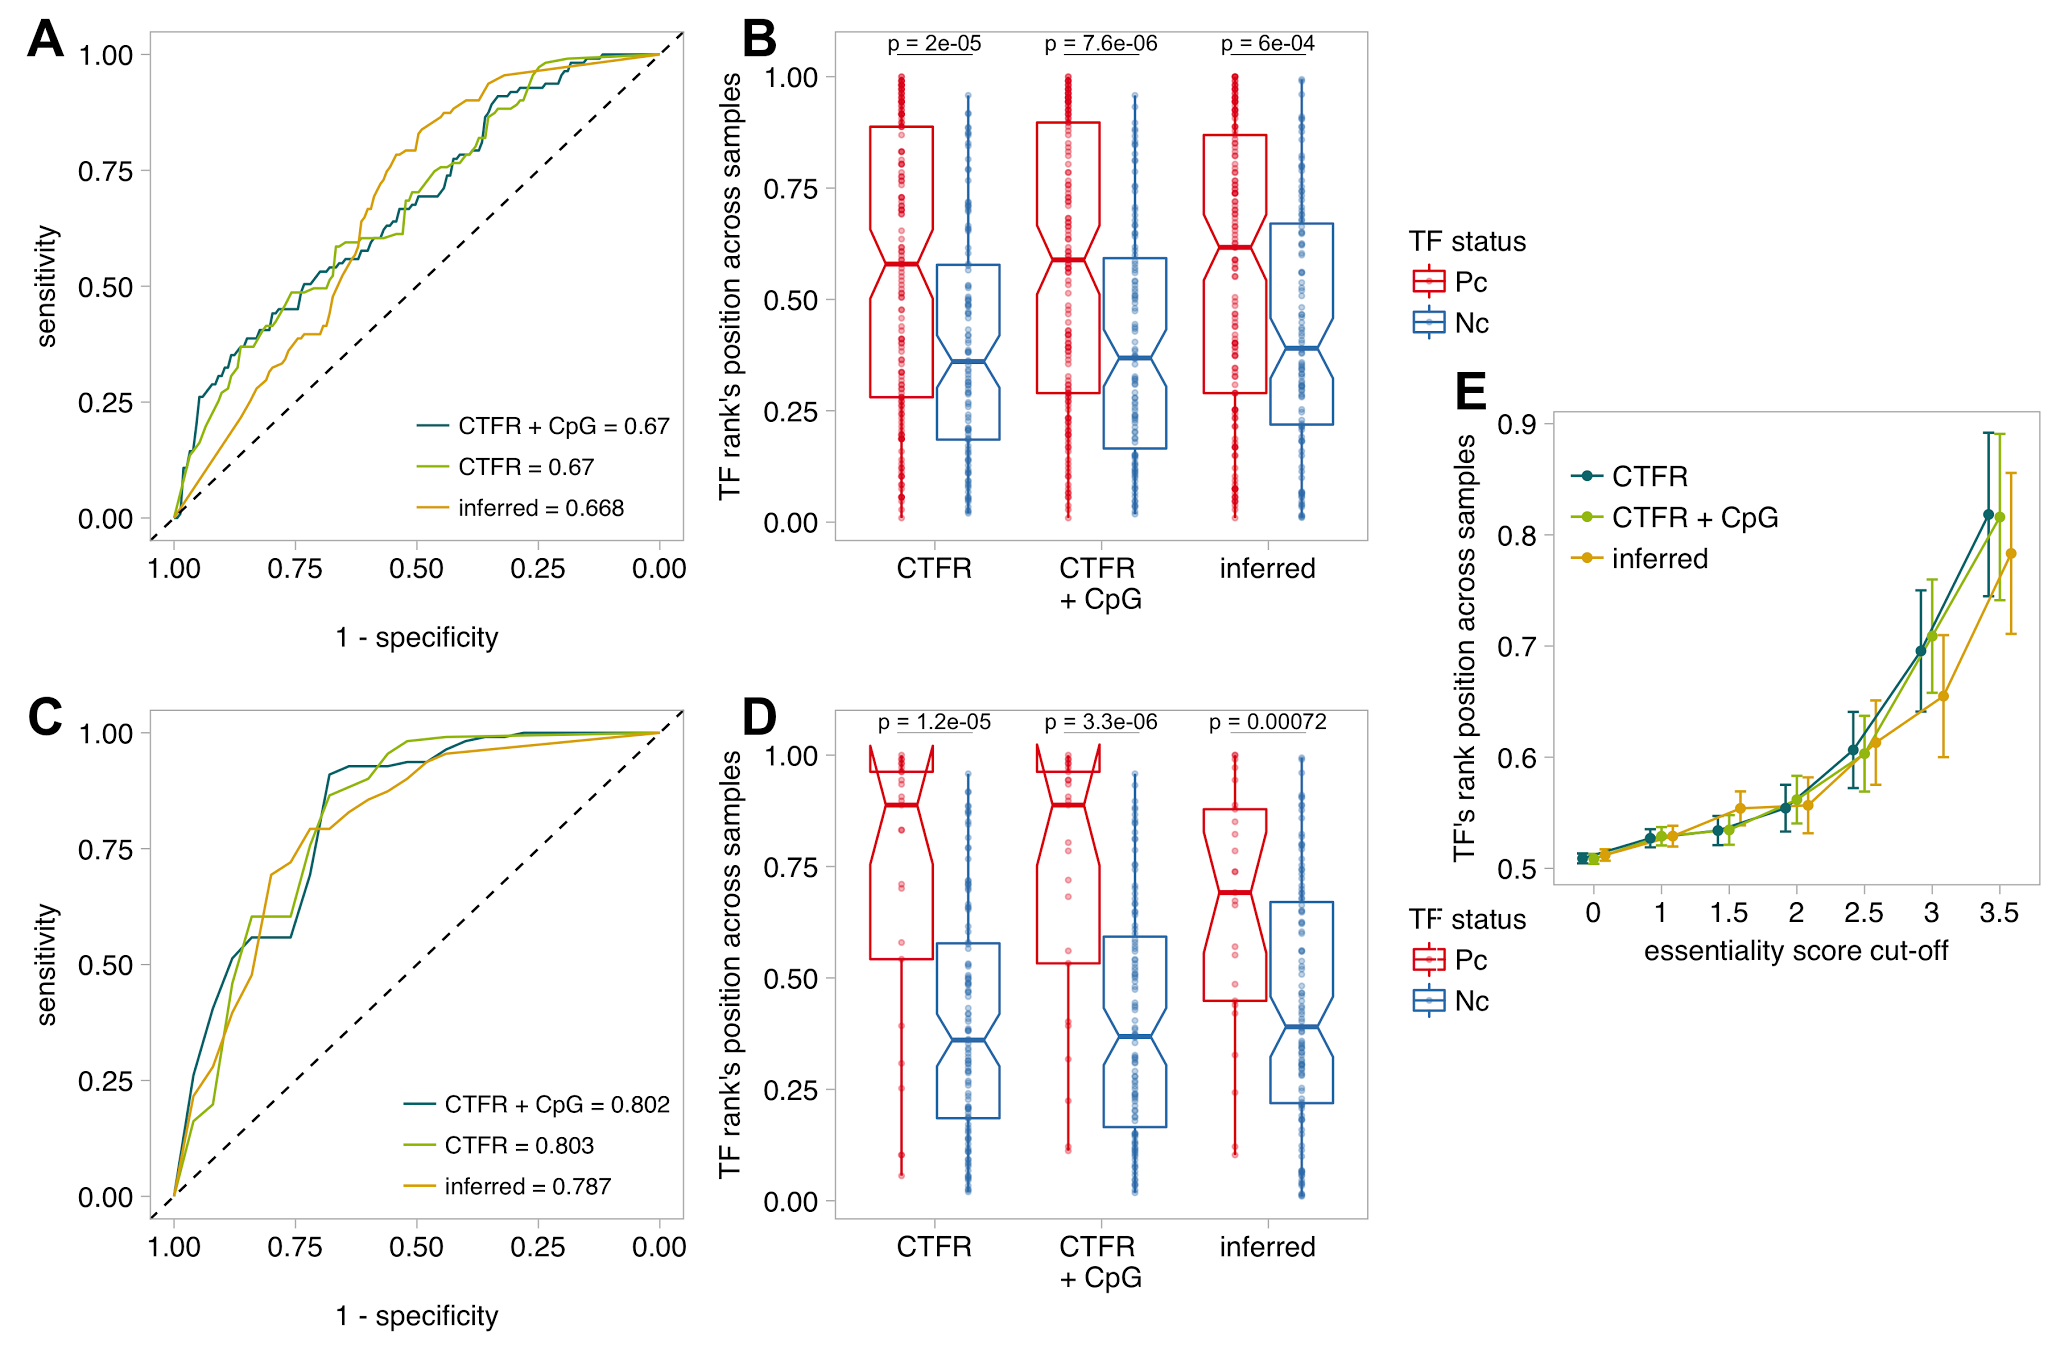 A
sensitivity
1.00
0.75
0.50
0.25
0.00
CTFR + CpG = 0.67
CTFR = 0.67
inferred = 0.668
1.00 0.75 0.50 0.25 0.00
1 - specificity
B
TF rank's position across samples
p = 2e-05 p = 7.6e-06 p = 6e-04
1.00
0.75
0.50
0.25
0.00
CTFR CTFR + CpG inferred
TF status
Pc
Nc
C
sensitivity
1.00
0.75
0.50
0.25
0.00
CTFR + CpG = 0.802
CTFR = 0.803
inferred = 0.787
1.00 0.75 0.50 0.25 0.00
1 - specificity
D
TF rank's position across samples
p = 1.2e-05 p = 3.3e-06 p = 0.00072
1.00
0.75
0.50
0.25
0.00
CTFR CTFR + CpG inferred
TF status
Pc
Nc
E
TF's rank position across samples
0.9
0.8
0.7
0.6
0.5
CTFR
CTFR + CpG
inferred
0 1 1.5 2 2.5 3 3.5
essentiality score cut-off